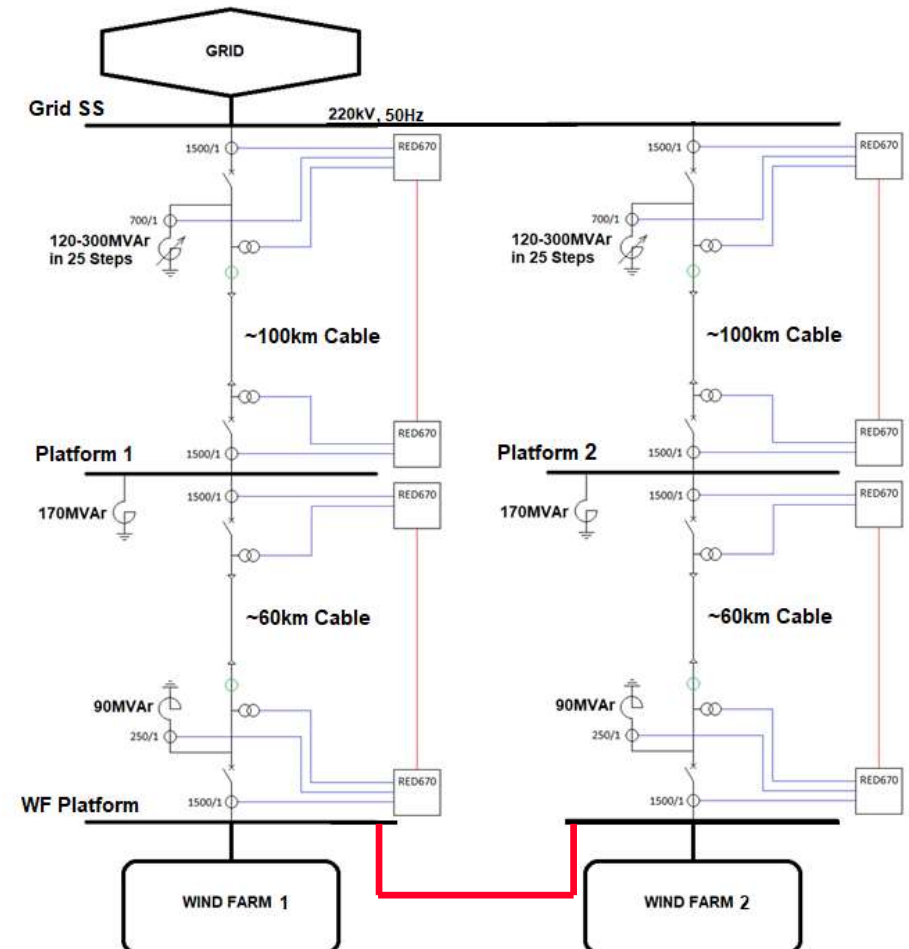 GRID
Grid SS
220kV, 50Hz
1500/1
RED670
1500/1
RED670
700/1
700/1
120-300MVAr
in 25 Steps
120-300MVAr
in 25 Steps
~100km Cable
~100km Cable
RED670
RED670
Platform 1
1500/1
Platform 2
1500/1
1500/1
RED670
1500/1
RED670
170MVAr
170MVAr
~60km Cable
~60km Cable
90MVAr
90MVAr
250/1
250/1
RED670
RED670
WF Platform
1500/1
1500/1
WIND FARM 1
WIND FARM 2